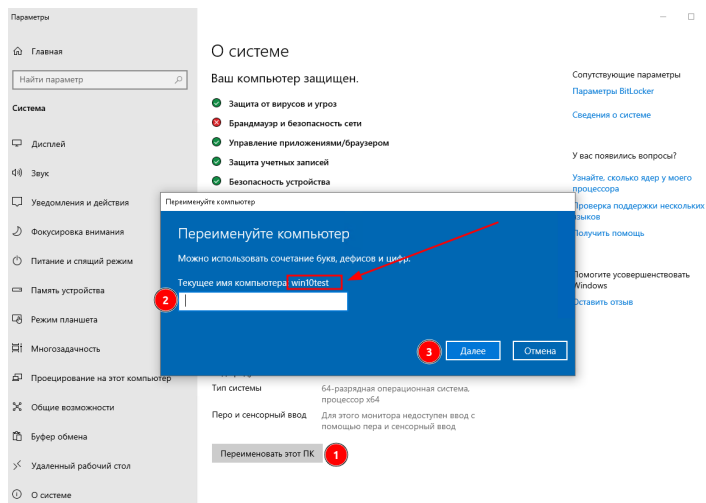 Параметры
Главная
Найти параметр
Система
Дисплей
Звук
Уведомления и действия
Фокусировка внимания
Питание и спящий режим
Память устройства
Режим планшета
Многозадачность
Проецирование на этот компьютер
Общие возможности
Буфер обмена
Удаленный рабочий стол
О системе
О системе
Ваш компьютер защищен.
Защита от вирусов и угроз
Брандмауэр и безопасность сети
Управление приложениями/браузером
Защита учетных записей
Безопасность устройства
Переименуйте компьютер
Переименуйте компьютер
Можно использовать сочетание букв, дефисов и цифр.
Текущее имя компьютера: win10test
2
3
Далее
Отмена
Тип системы
64-разрядная операционная система,
процессор x64
Перо и сенсорный ввод
Для этого монитора недоступен ввод с
помощью пера и сенсорный ввод
Переименовать этот ПК
1
Сопутствующие параметры
Параметры BitLocker
Сведения о системе
У вас появились вопросы?
Узнайте, сколько ядер у моего
процессора
Проверка поддержки нескольких
языков
Получить помощь
Помогите усовершенствовать
Windows
Оставить отзыв